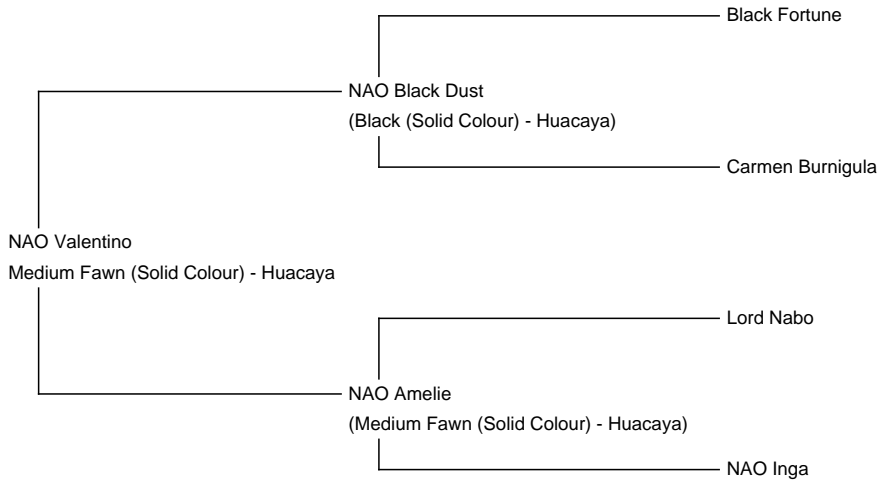 Black Fortune
NAO Black Dust
(Black (Solid Colour) - Huacaya)
Carmen Burnigula
NAO Valentino
Medium Fawn (Solid Colour) - Huacaya
Lord Nabo
NAO Amelie
(Medium Fawn (Solid Colour) - Huacaya)
NAO Inga